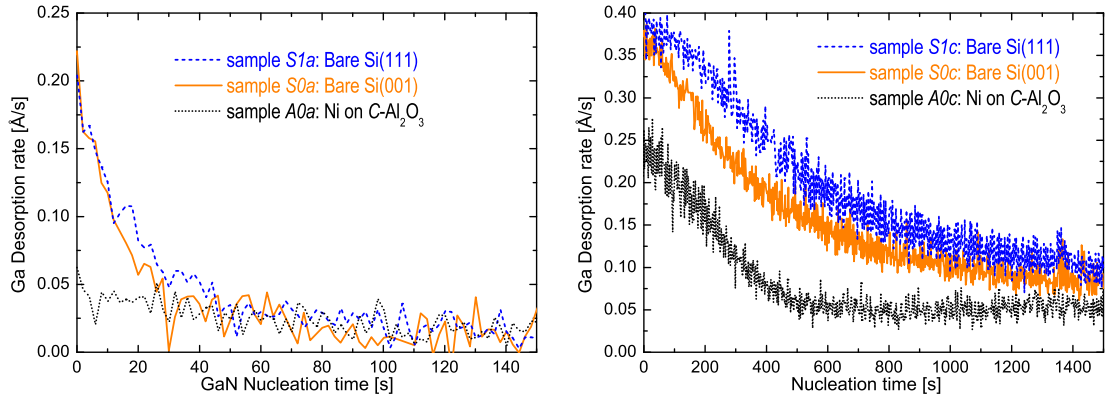 0.25
0.20
0.15
0.10
0.05
0.00
Ga Desorption rate [Å/s]
sample S1a: Bare Si(111)
sample S0a: Bare Si(001)
sample A0a: Ni on C-Al2O3
0 20 40 60 80 100 120 140
GaN Nucleation time [s]
0.40
0.35
0.30
0.25
0.20
0.15
0.10
0.05
0.00
Ga Desorption rate [Å/s]
sample S1c: Bare Si(111)
sample S0c: Bare Si(001)
sample A0c: Ni on C-Al2O3
0 200 400 600 800 1000 1200 1400
Nucleation time [s]